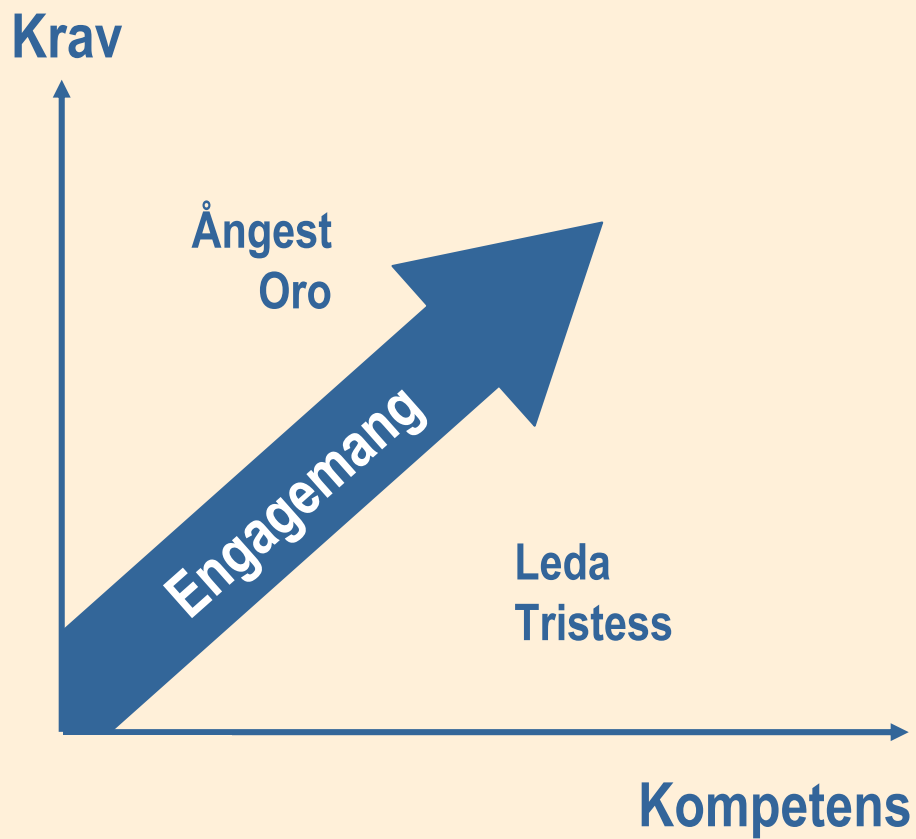 Krav
Ångest
Oro
Engagemang
Leda
Tristess
Kompetens